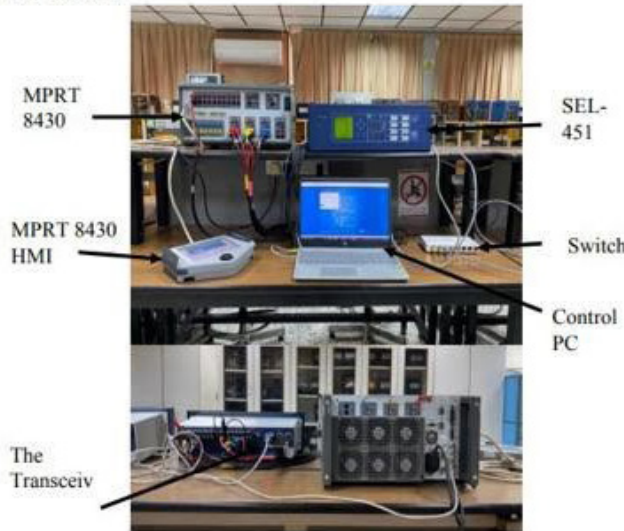 MPRT
8430
SEL-
451
MPRT 8430
HMI
Switch
Control
PC
The
Transceiv